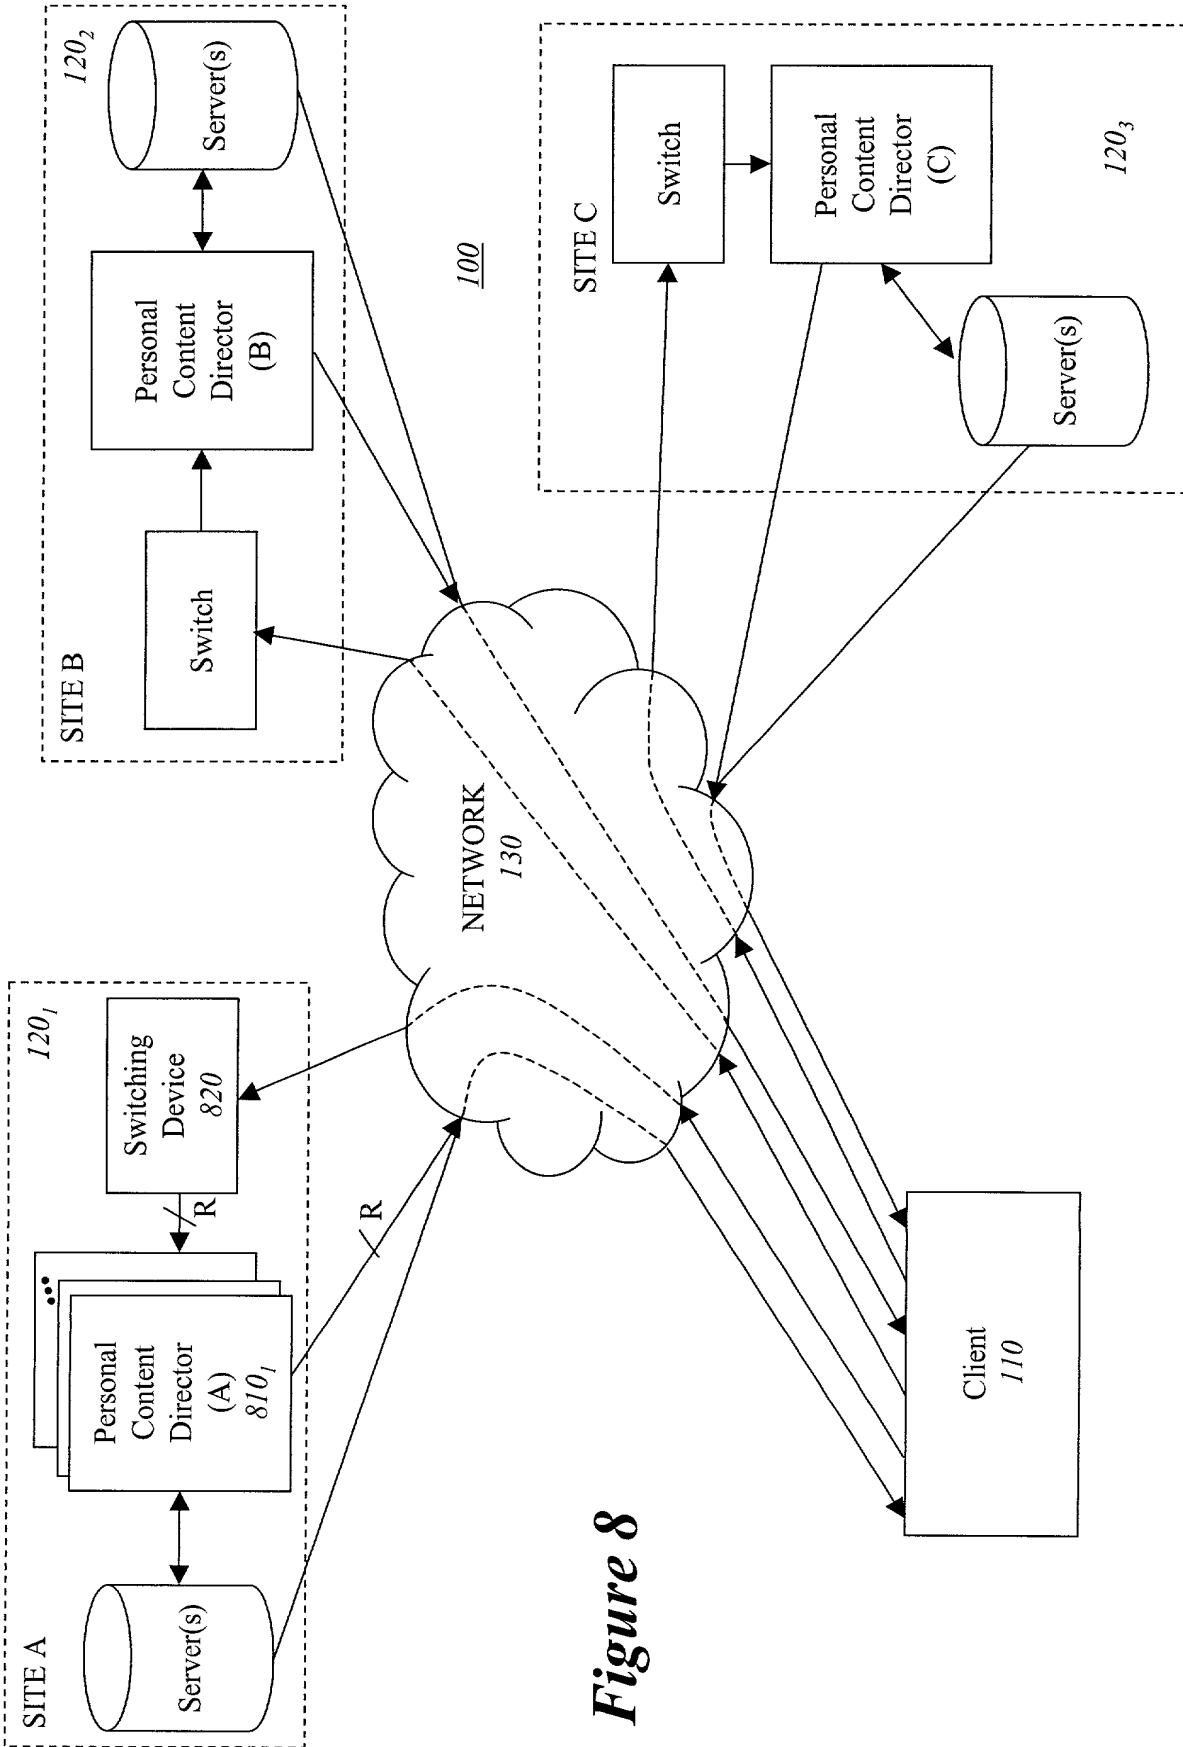 SITE A
120₁
Server(s)
Personal
Content
Director
(A)
810₁
...
R
Switching
Device
820
R
SITE B
120₂
Switch
Personal
Content
Director
(B)
Server(s)
NETWORK
130
100
SITE C
Switch
Personal
Content
Director
(C)
Server(s)
120₃
Client
110
Figure 8